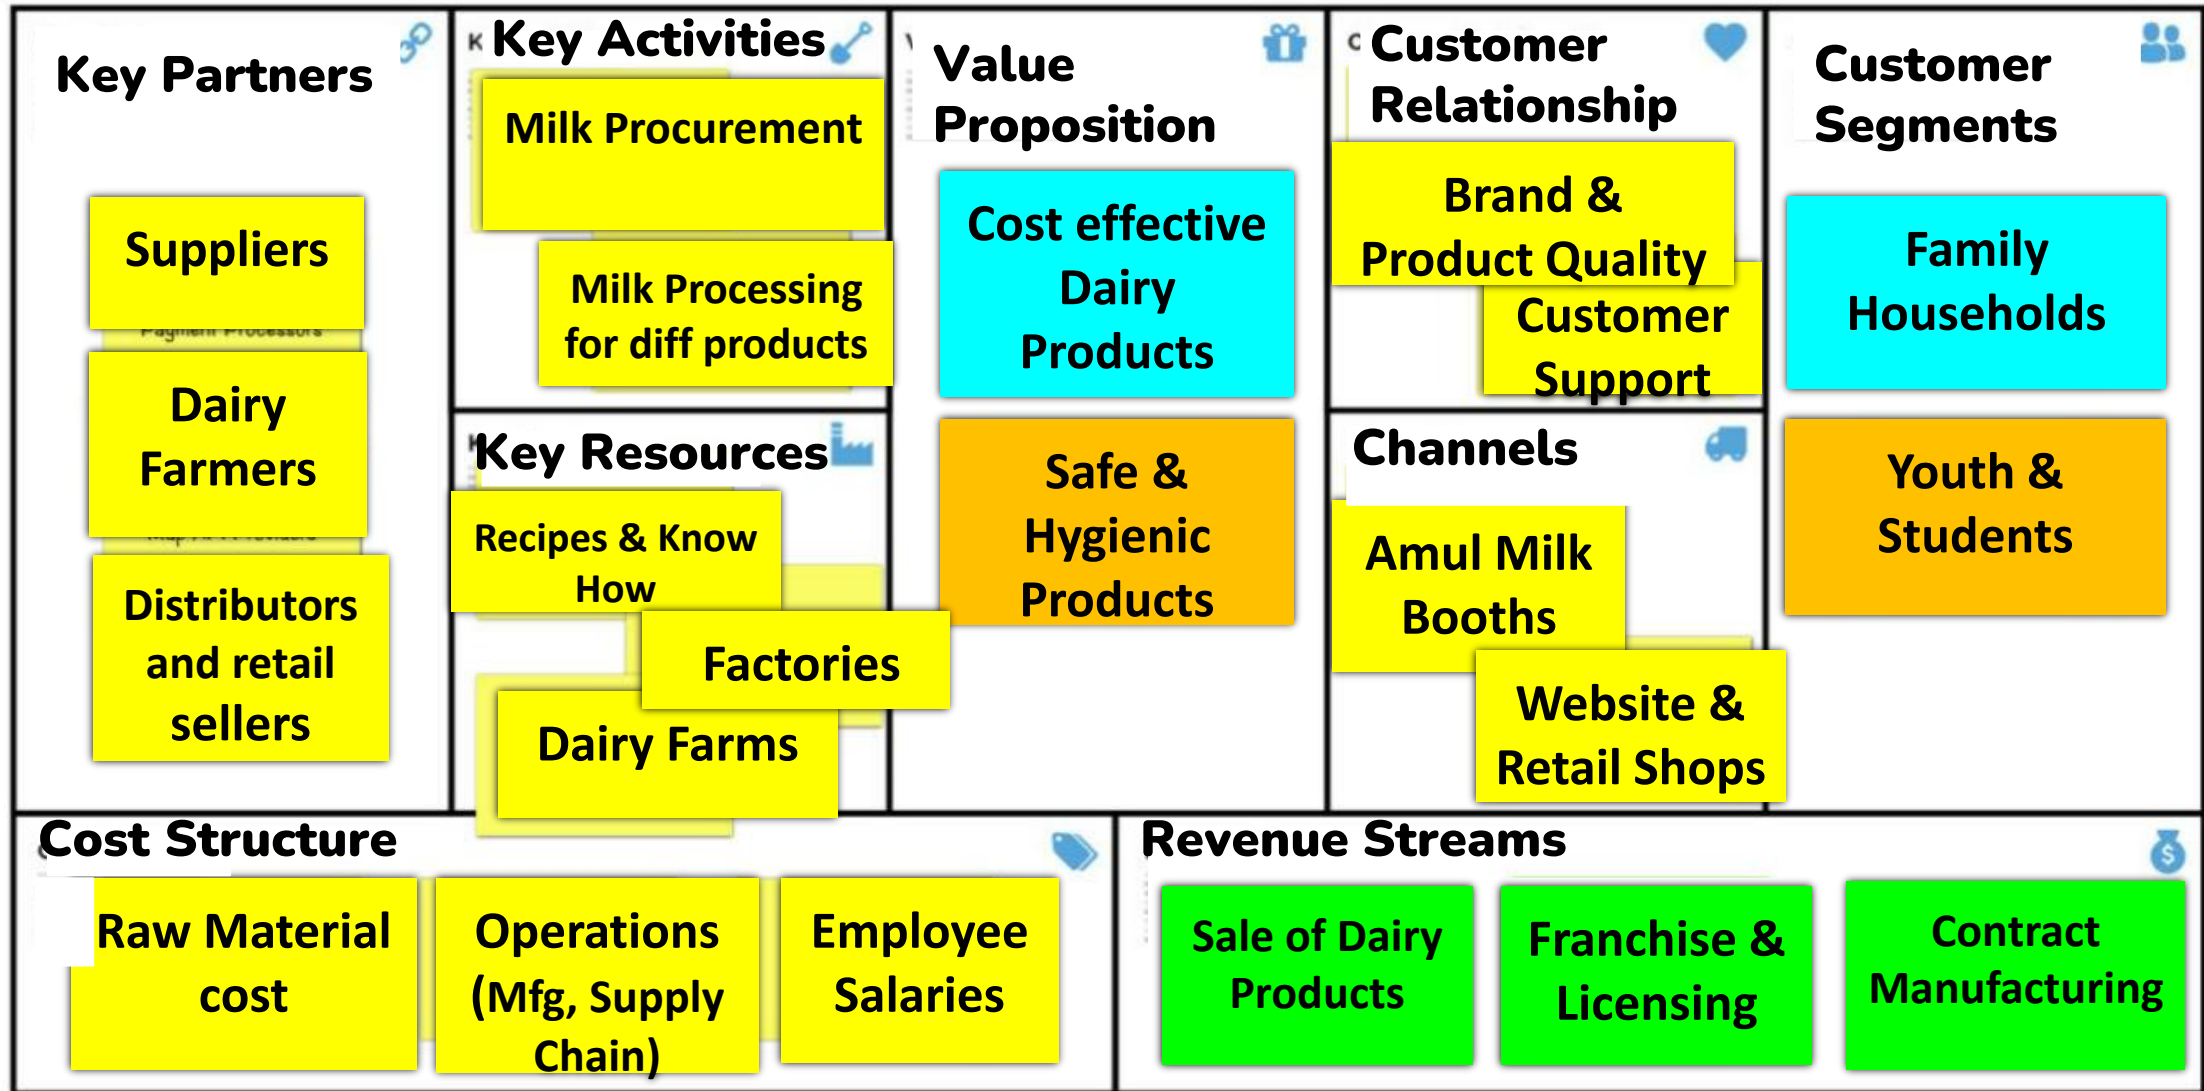 Key Partners
Suppliers
Payment Processors
Dairy
Farmers
Distributors
and retail
sellers
Key Activities
Milk Procurement
Milk Processing
for diff products
Key Resources
Recipes & Know
How
Factories
Dairy Farms
Value
Proposition
Cost effective
Dairy
Products
Safe &
Hygienic
Products
Customer
Relationship
Brand &
Product Quality
Customer
Support
Channels
Amul Milk
Booths
Website &
Retail Shops
Customer
Segments
Family
Households
Youth &
Students
Cost Structure
Raw Material
cost
Operations
(Mfg, Supply
Chain)
Employee
Salaries
Revenue Streams
Sale of Dairy
Products
Franchise &
Licensing
Contract
Manufacturing